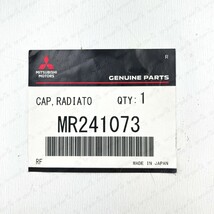 MITSUBISHI
MOTORS
GENUINE PARTS
CAP,RADIATO QTY:1
MR241073
RF
MADE IN JAPAN